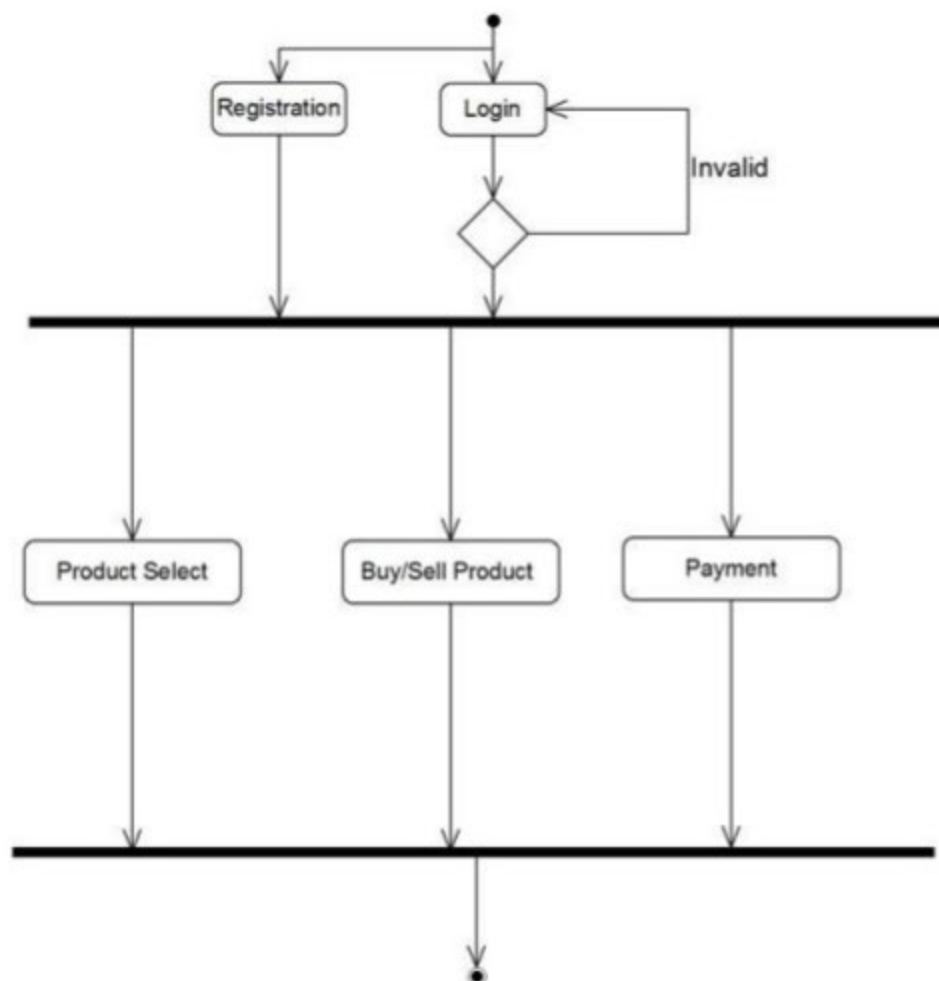 Registration
Login
Invalid
Product Select
Buy/Sell Product
Payment